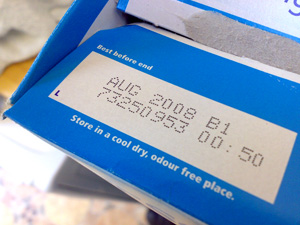 Best before end
AUG 2008 B1
73250953 00:50
L
Store in a cool dry, odour free place.